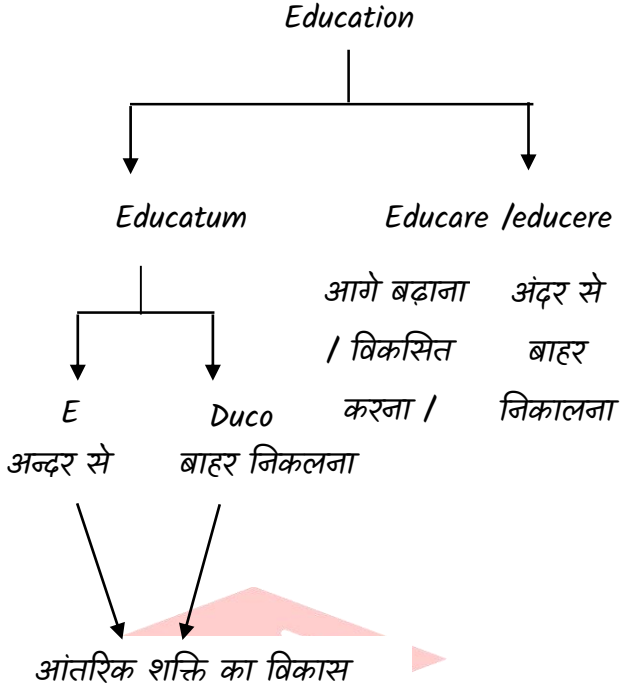 Education
Educatum Educare /educere
आगे बढ़ाना अंदर से
/ विकसित बाहर
करना / निकालना
E Duco
अन्दर से बाहर निकलना
आंतरिक शक्ति का विकास